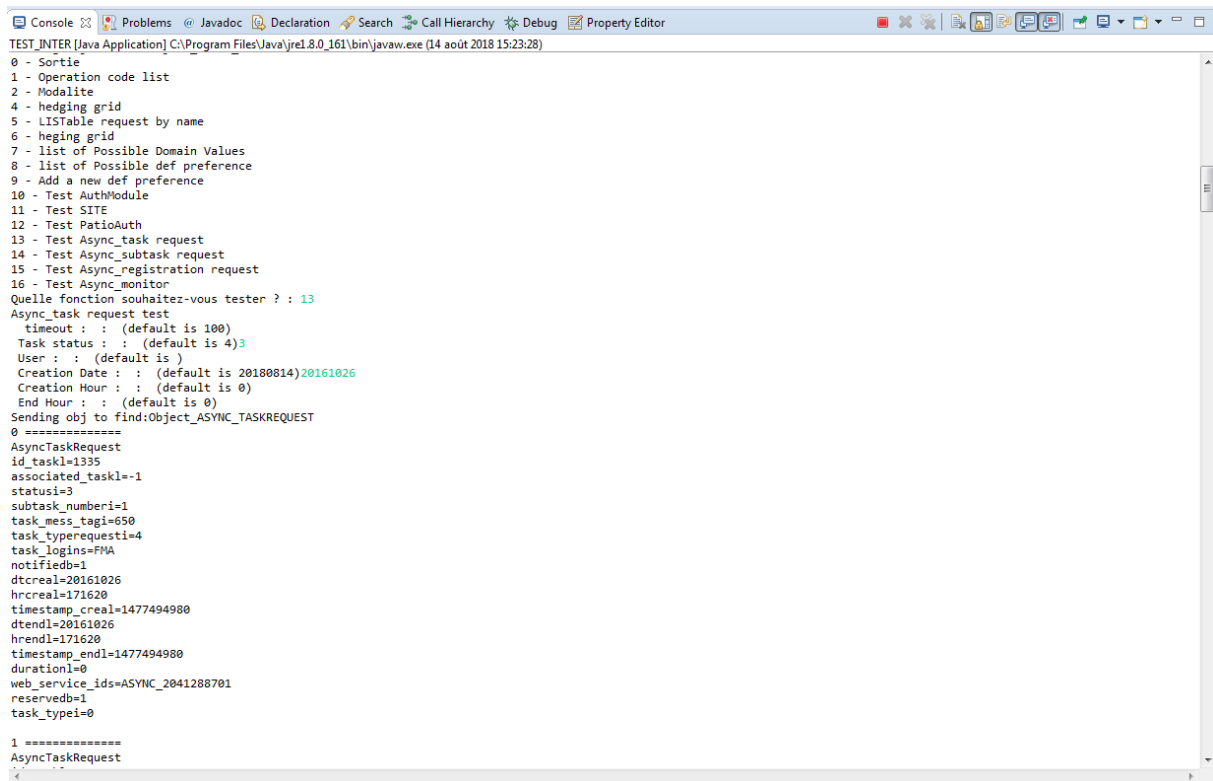 Console Problems @ Javadoc Declaration Search Call Hierarchy Debug Property Editor
TEST_INTER [Java Application] C:\Program Files\Java\jre1.8.0_161\bin\javaw.exe (14 août 2018 15:23:28)
0 - Sortie
1 - Operation code list
2 - Modalite
4 - hedging grid
5 - LISTable request by name
6 - heging grid
7 - list of Possible Domain Values
8 - list of Possible def preference
9 - Add a new def preference
10 - Test AuthModule
11 - Test SITE
12 - Test PatioAuth
13 - Test Async_task request
14 - Test Async_subtask request
15 - Test Async_registration request
16 - Test Async_monitor
Quelle fonction souhaitez-vous tester ? : 13
Async_task request test
timeout : : (default is 100)
Task status : : (default is 4)3
User : : (default is )
Creation Date : : (default is 20180814)20161026
Creation Hour : : (default is 0)
End Hour : : (default is 0)
Sending obj to find:Object_ASYNC_TASKREQUEST
0 ==============
AsyncTaskRequest
id_taskl=1335
associated_taskl=-1
statusi=3
subtask_numberi=1
task_mess_tagi=650
task_typerequesti=4
task_logins=FMA
notifiedb=1
dtcreal=20161026
hrcreal=171620
timestamp_creal=1477494980
dtendl=20161026
hrendl=171620
timestamp_endl=1477494980
durationl=0
web_service_ids=ASYNC_2041288701
reservedb=1
task_typei=0
1 ==============
AsyncTaskRequest